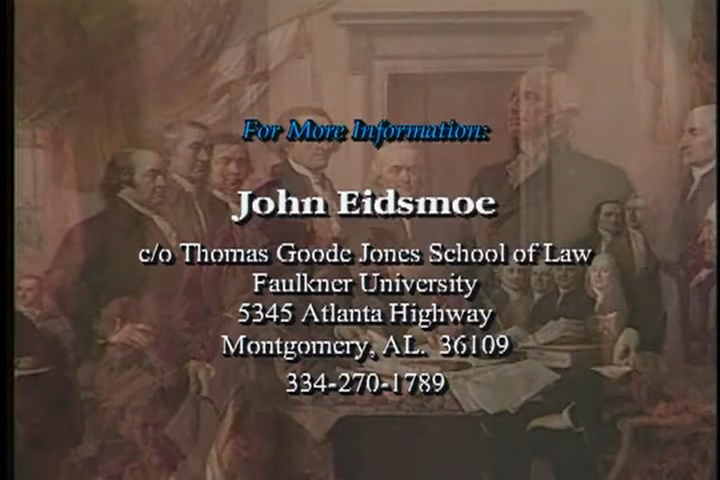 For More Information:
John Eidsmoe
c/o Thomas Goode Jones School of Law
Faulkner University
5345 Atlanta Highway
Montgomery, AL.  36109
334-270-1789